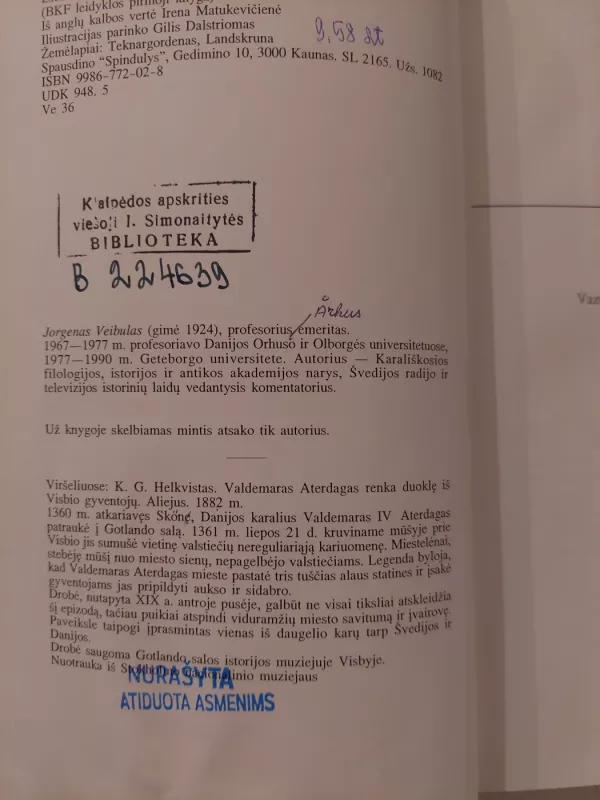 (BKF leidyklos pirmoji knyga)
Iš anglų kalbos vertė Irena Matukevičienė
Iliustracijas parinko Gilis Dalstriomas
Žemėlapiai: Teknargordenas, Landskruna
Spausdino “Spindulys”, Gedimino 10, 3000 Kaunas. SL 2165. Užs. 1082
ISBN 9986-772-02-8
UDK 948. 5
Ve 36
9,58 Lt
Klaipėdos apskrities
viešoji I. Simonaitytės
BIBLIOTEKA
B 224639
Århus
Jorgenas Veibulas (gimė 1924), profesorius emeritas.
1967—1977 m. profesoriavo Danijos Orhuso ir Olborgės universitetuose,
1977—1990 m. Geteborgo universitete. Autorius — Karališkosios
filologijos, istorijos ir antikos akademijos narys, Švedijos radijo ir
televizijos istorinių laidų vedantysis komentatorius.
Už knygoje skelbiamas mintis atsako tik autorius.
Viršeliuose: K. G. Helkvistas. Valdemaras Aterdagas renka duoklę iš
Visbio gyventojų. Aliejus. 1882 m.
1360 m. atkariavęs Skonę, Danijos karalius Valdemaras IV Aterdagas
patraukė į Gotlando salą. 1361 m. liepos 21 d. kruviname mūšyje prie
Visbio jis sumušė vietinę valstiečių nereguliariąją kariuomenę. Miestelėnai,
stebėję mūšį nuo miesto sienų, nepagelbėjo valstiečiams. Legenda byloja,
kad Valdemaras Aterdagas mieste pastatė tris tuščias alaus statines ir įsakė
gyventojams jas pripildyti aukso ir sidabro.
Drobė, nutapyta XIX a. antroje pusėje, galbūt ne visai tiksliai atskleidžia
šį epizodą, tačiau puikiai atspindi viduramžių miesto savitumą ir įvairovę.
Paveiksle taipogi įprasmintas vienas iš daugelio karų tarp Švedijos ir
Danijos.
Drobė saugoma Gotlando salos istorijos muziejuje Visbyje.
Nuotrauka iš Stokholmo nacionalinio muziejaus
NURAŠYTA
ATIDUOTA ASMENIMS